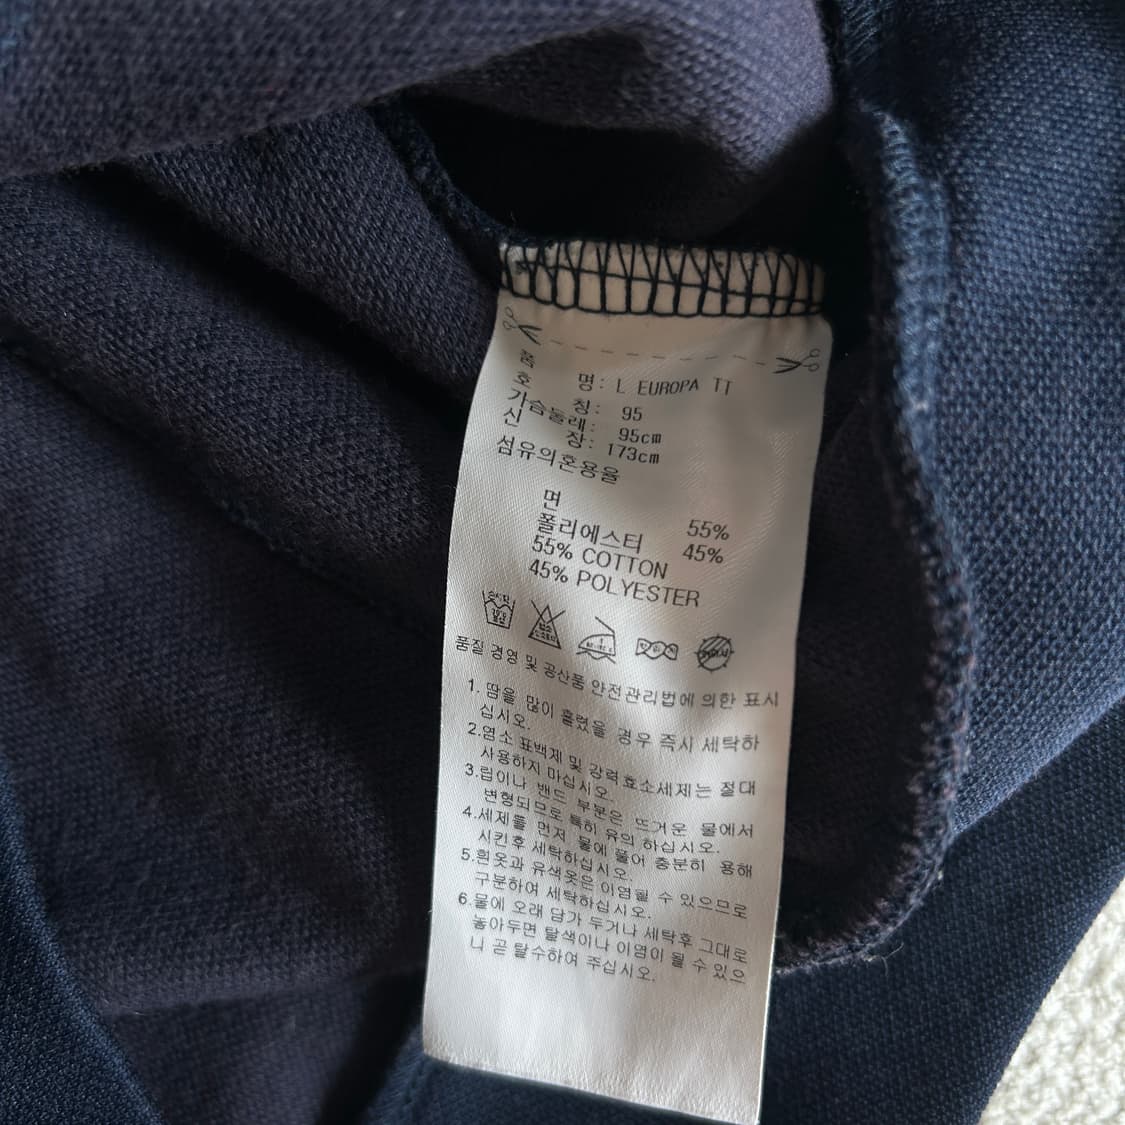 품 명: L EUROPA TT
호 칭: 95
가슴둘레: 95cm
신 장: 173cm
섬유의혼용율
면 55%
폴리에스터 45%
55% COTTON
45% POLYESTER
품질 경영 및 공산품 안전관리법에 의한 표시
1. 땀을 많이 흘렸을 경우 즉시 세탁하
십시오.
2.염소 표백제 및 강력효소세제는 절대
사용하지 마십시오.
3.립이나 밴드 부분은 뜨거운 물에서
변형되므로 특히 유의 하십시오.
4.세제를 먼저 물에 풀어 충분히 용해
시킨후 세탁하십시오.
5.흰옷과 유색옷은 이염될 수 있으므로
구분하여 세탁하십시오.
6.물에 오래 담가 두거나 세탁후 그대로
놓아두면 탈색이나 이염이 될 수 있으
니 곧 탈수하여 주십시오.